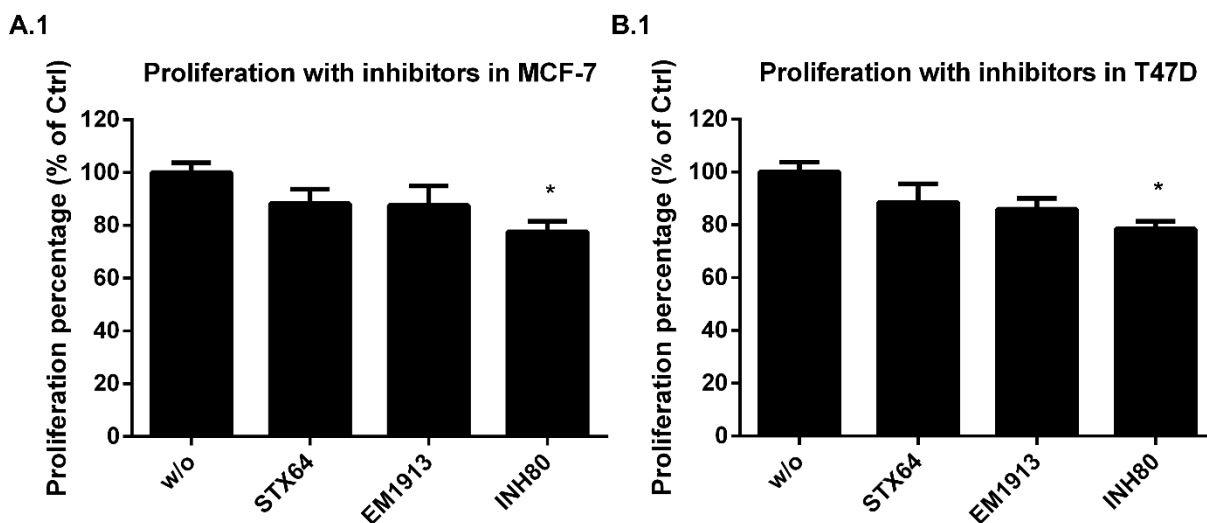 A.1
Proliferation with inhibitors in MCF-7
Proliferation percentage (% of Ctrl)
120
100
80
60
40
20
0
*
w/o
STX64
EM1913
INH80
B.1
Proliferation with inhibitors in T47D
Proliferation percentage (% of Ctrl)
120
100
80
60
40
20
0
*
w/o
STX64
EM1913
INH80